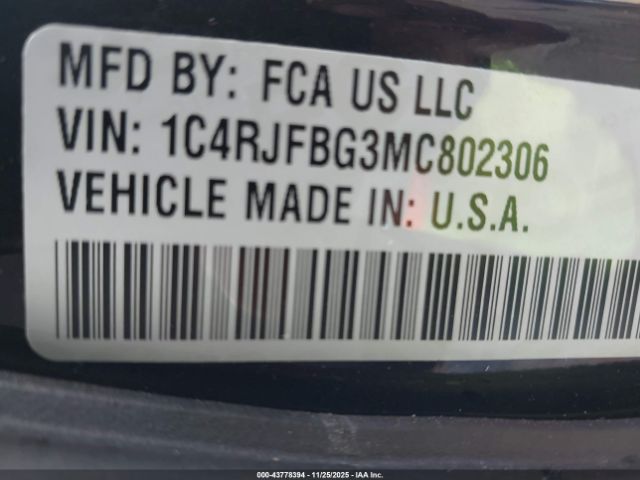 MFD BY: FCA US LLC
VIN: 1C4RJFBG3MC802306
VEHICLE MADE IN: U.S.A.
000-43778394 - 11/25/2025 - IAA Inc.